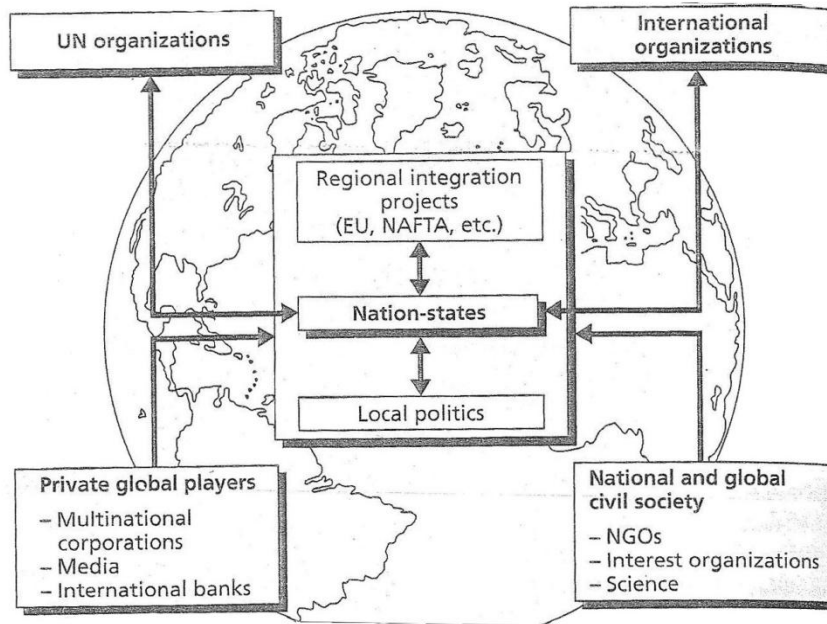 UN organizations
International
organizations
Regional integration
projects
(EU, NAFTA, etc.)
Nation-states
Local politics
Private global players
– Multinational
corporations
– Media
– International banks
National and global
civil society
– NGOs
– Interest organizations
– Science